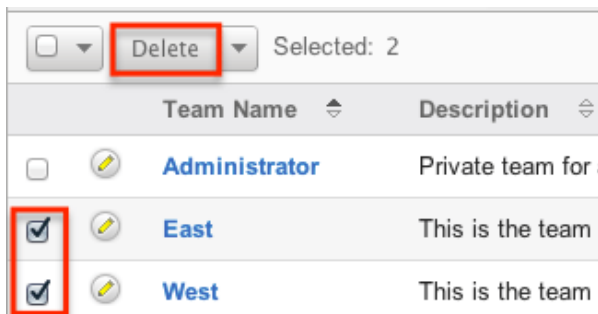 Delete Selected: 2
Team Name Description
Administrator Private team for
East This is the team
West This is the team